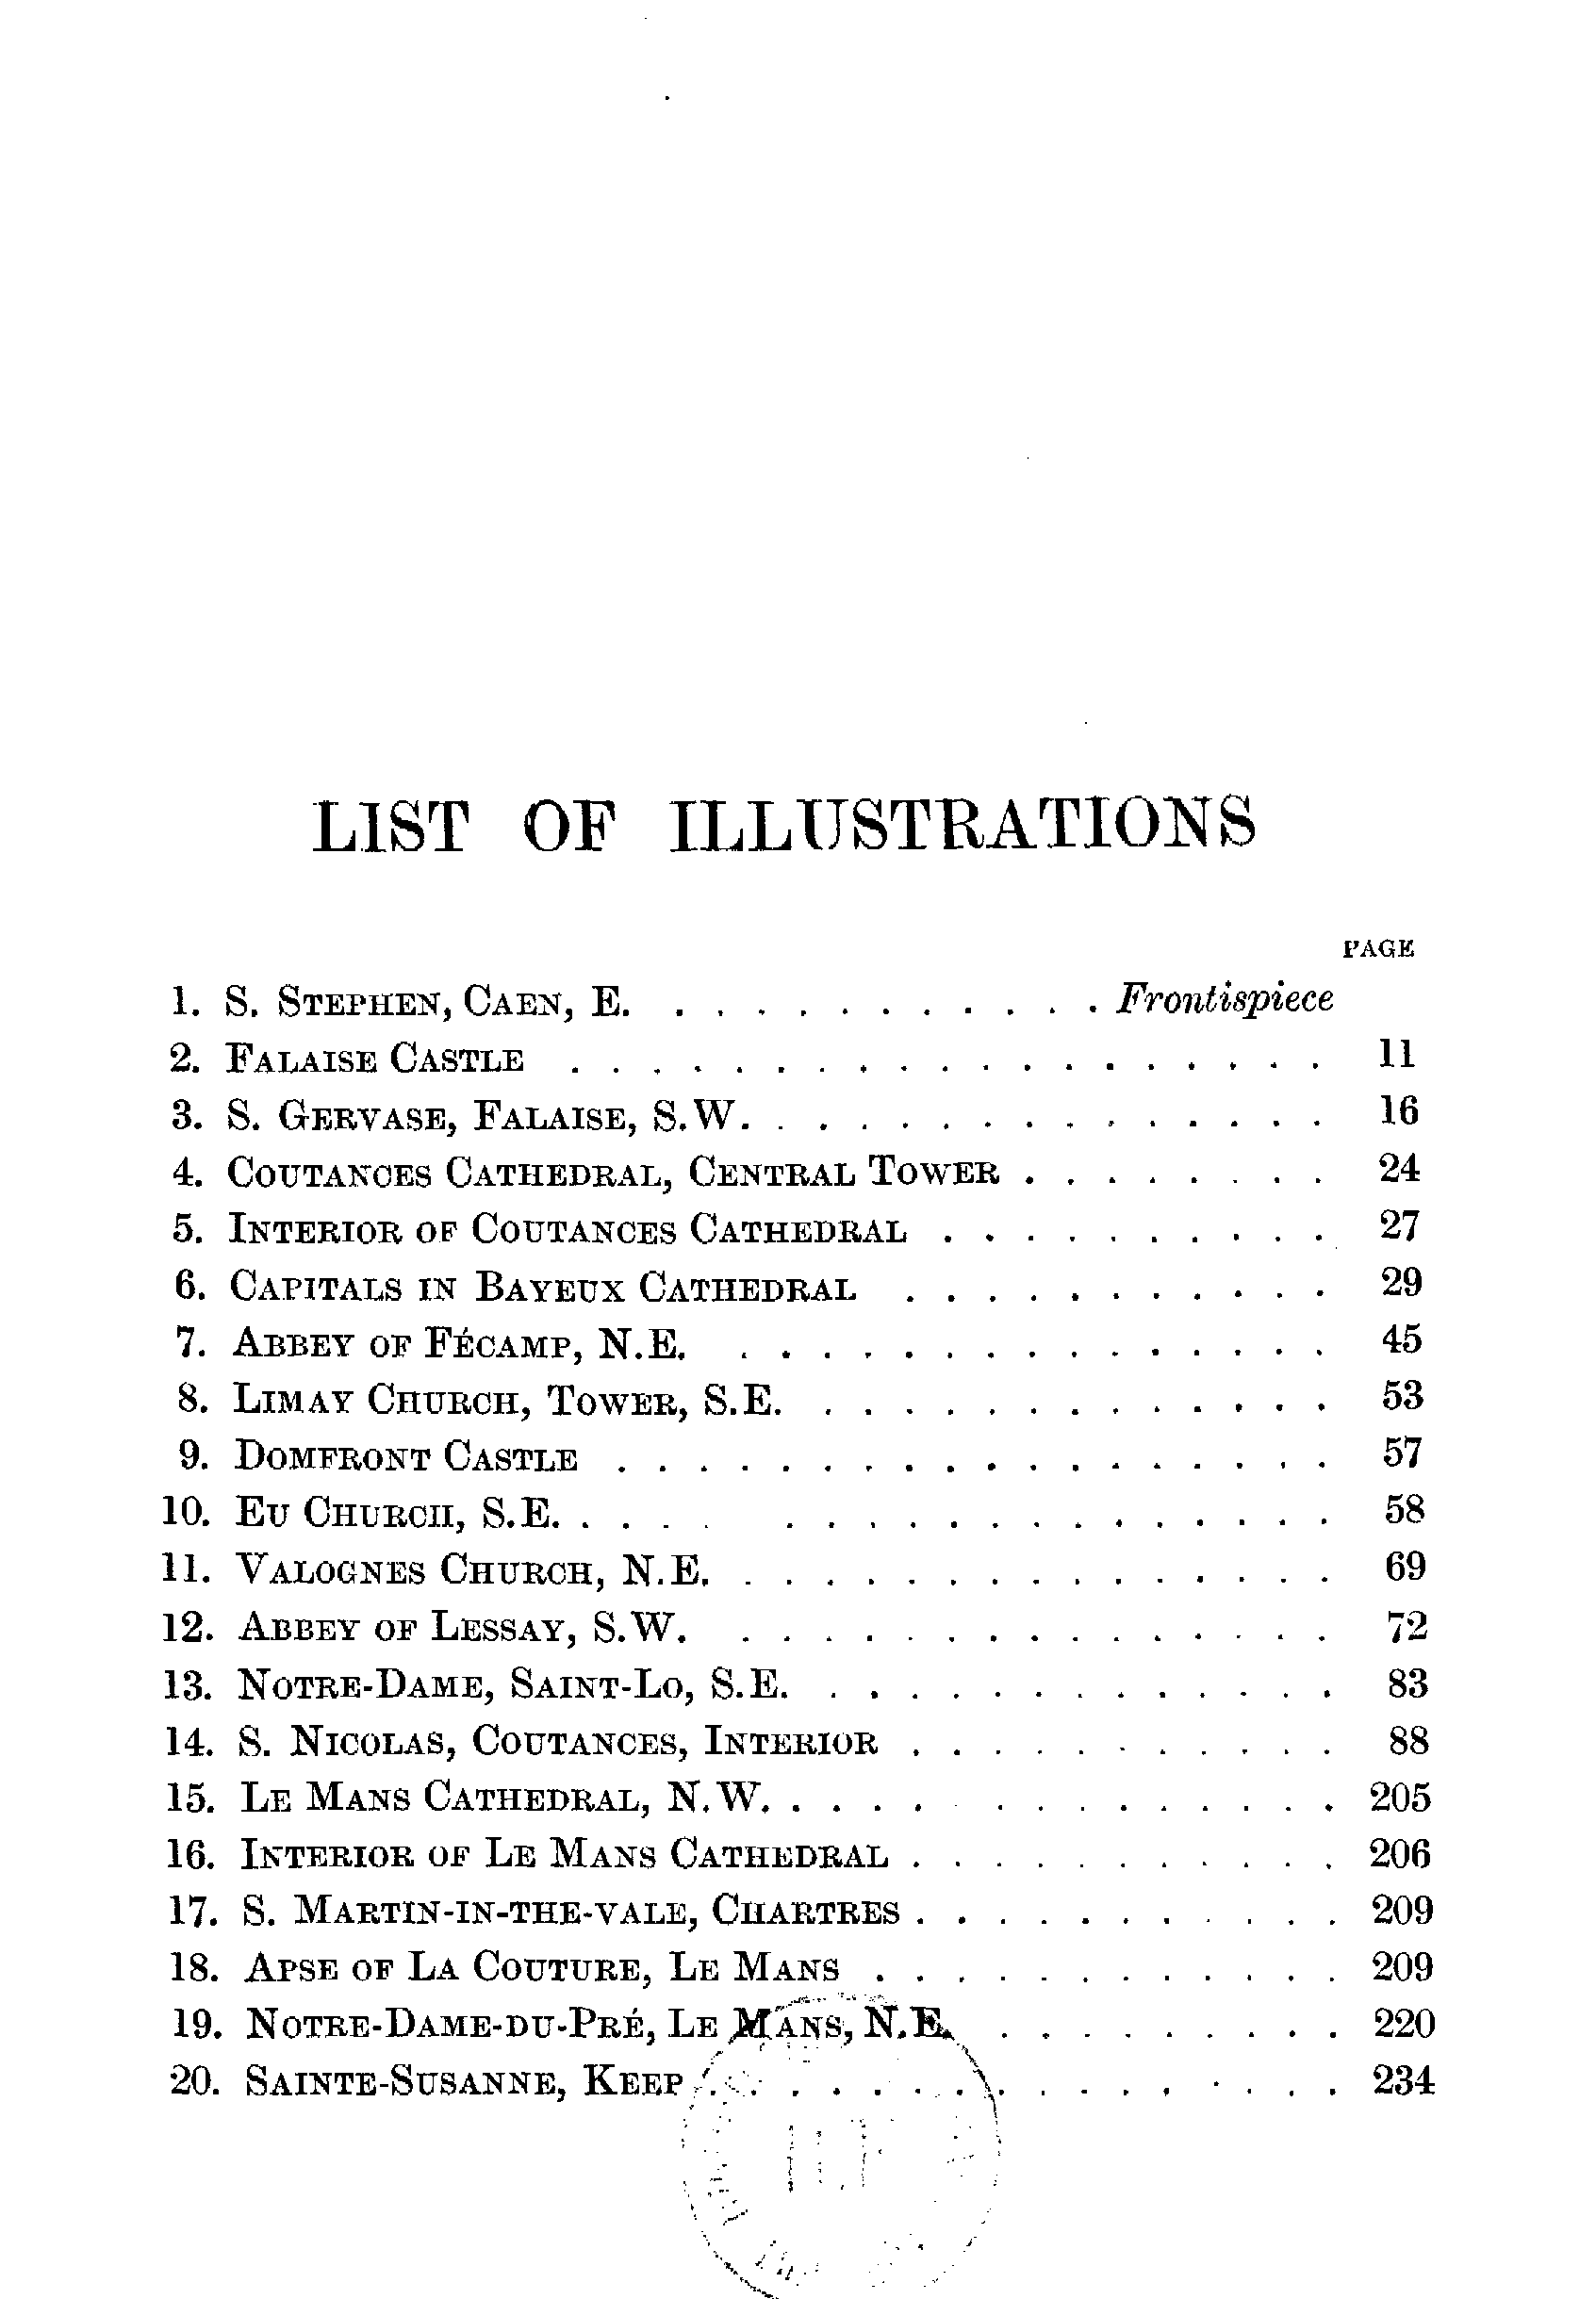 LIST OF ILLUSTRATIONS
PAGE
1. S. STEPHEN, CAEN, E. . . . . . . . . . . . . Frontispiece
2. FALAISE CASTLE . . . . . . . . . . . . . . . . . . . 11
3. S. GERVASE, FALAISE, S.W. . . . . . . . . . . . . . . 16
4. COUTANCES CATHEDRAL, CENTRAL TOWER . . . . . . . . 24
5. INTERIOR OF COUTANCES CATHEDRAL . . . . . . . . . . 27
6. CAPITALS IN BAYEUX CATHEDRAL . . . . . . . . . . . 29
7. ABBEY OF FÉCAMP, N.E. . . . . . . . . . . . . . . . 45
8. LIMAY CHURCH, TOWER, S.E. . . . . . . . . . . . . . 53
9. DOMFRONT CASTLE . . . . . . . . . . . . . . . . . . 57
10. EU CHURCH, S.E. . . . . . . . . . . . . . . . . . . 58
11. VALOGNES CHURCH, N.E. . . . . . . . . . . . . . . . 69
12. ABBEY OF LESSAY, S.W. . . . . . . . . . . . . . . . 72
13. NOTRE-DAME, SAINT-LO, S.E. . . . . . . . . . . . . . 83
14. S. NICOLAS, COUTANCES, INTERIOR . . . . . . . . . . . 88
15. LE MANS CATHEDRAL, N.W. . . . . . . . . . . . . . 205
16. INTERIOR OF LE MANS CATHEDRAL . . . . . . . . . . . 206
17. S. MARTIN-IN-THE-VALE, CHARTRES . . . . . . . . . . . 209
18. APSE OF LA COUTURE, LE MANS . . . . . . . . . . . . 209
19. NOTRE-DAME-DU-PRÉ, LE MANS, N.E. . . . . . . . . . 220
20. SAINTE-SUSANNE, KEEP . . . . . . . . . . . . . . . . 234